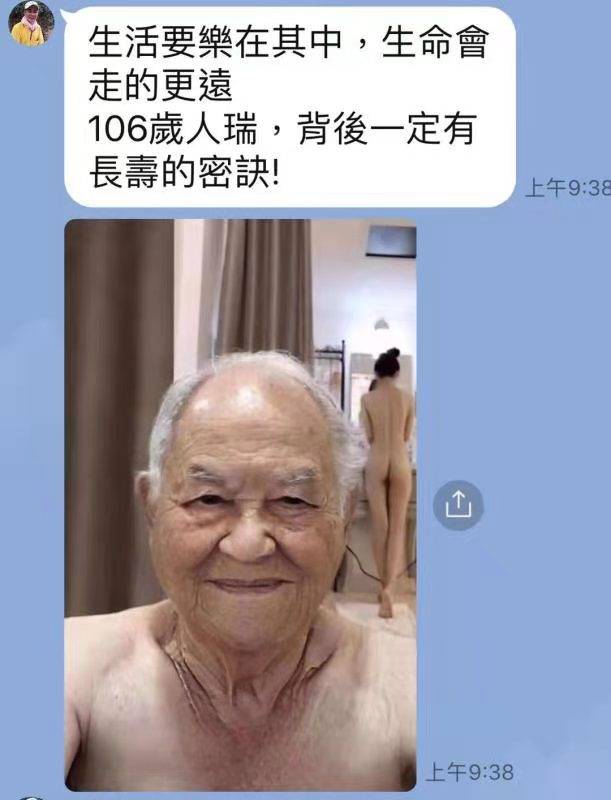 生活要樂在其中，生命會
走的更遠
106歲人瑞，背後一定有
長壽的密訣!
上午9:38
上午9:38